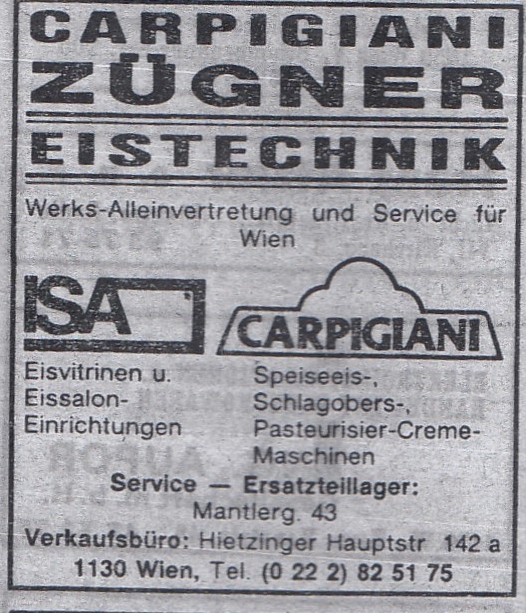 CARPIGIANI
ZÜGNER
EISTECHNIK
Werks-Alleinvertretung und Service für
Wien
ISA
CARPIGIANI
Eisvitrinen u.
Eissalon-
Einrichtungen
Speiseeis-,
Schlagobers-,
Pasteurisier-Creme-
Maschinen
Service — Ersatzteillager:
Mantlerg. 43
Verkaufsbüro: Hietzinger Hauptstr 142 a
1130 Wien, Tel. (0 22 2) 82 51 75